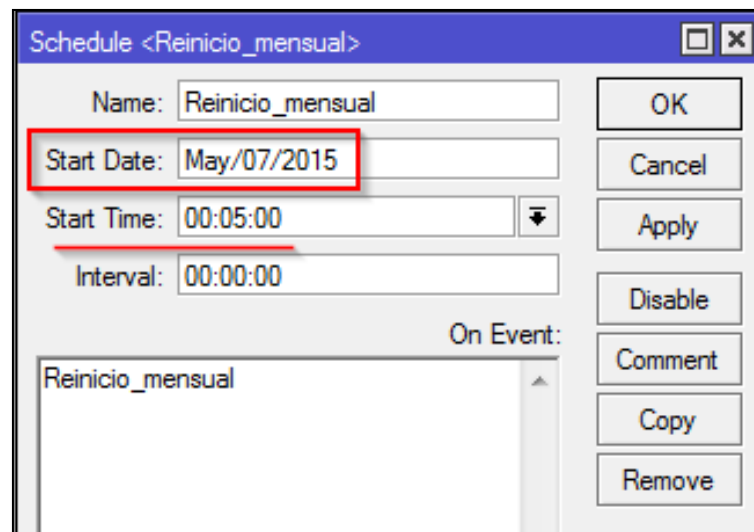 Schedule <Reinicio_mensual>
Name: Reinicio_mensual
OK
Start Date: May/07/2015
Cancel
Start Time: 00:05:00
Apply
Interval: 00:00:00
Disable
On Event:
Comment
Reinicio_mensual
Copy
Remove